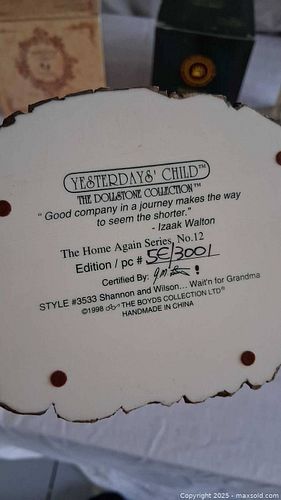 YESTERDAYS' CHILD™
THE DOLLSTONE COLLECTION™
"Good company in a journey makes the way
to seem the shorter."
- Izaak Walton
The Home Again Series, No.12
Edition / pc # 5E/3001
Certified By:
STYLE #3533 Shannon and Wilson... Wait'n for Grandma
©1998 THE BOYDS COLLECTION LTD®
HANDMADE IN CHINA
Copyright 2025 - maxsold.com